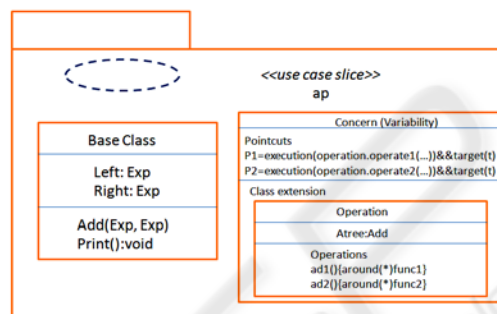 <<use case slice>>
ap
Base Class
Left: Exp
Right: Exp
Add(Exp, Exp)
Print():void
Concern (Variability)
Pointcuts
P1=execution(operation.operate1(...))&&target(t)
P2=execution(operation.operate2(...))&&target(t)
Class extension
Operation
Atree:Add
Operations
ad1(){around(*)func1}
ad2(){around(*)func2}